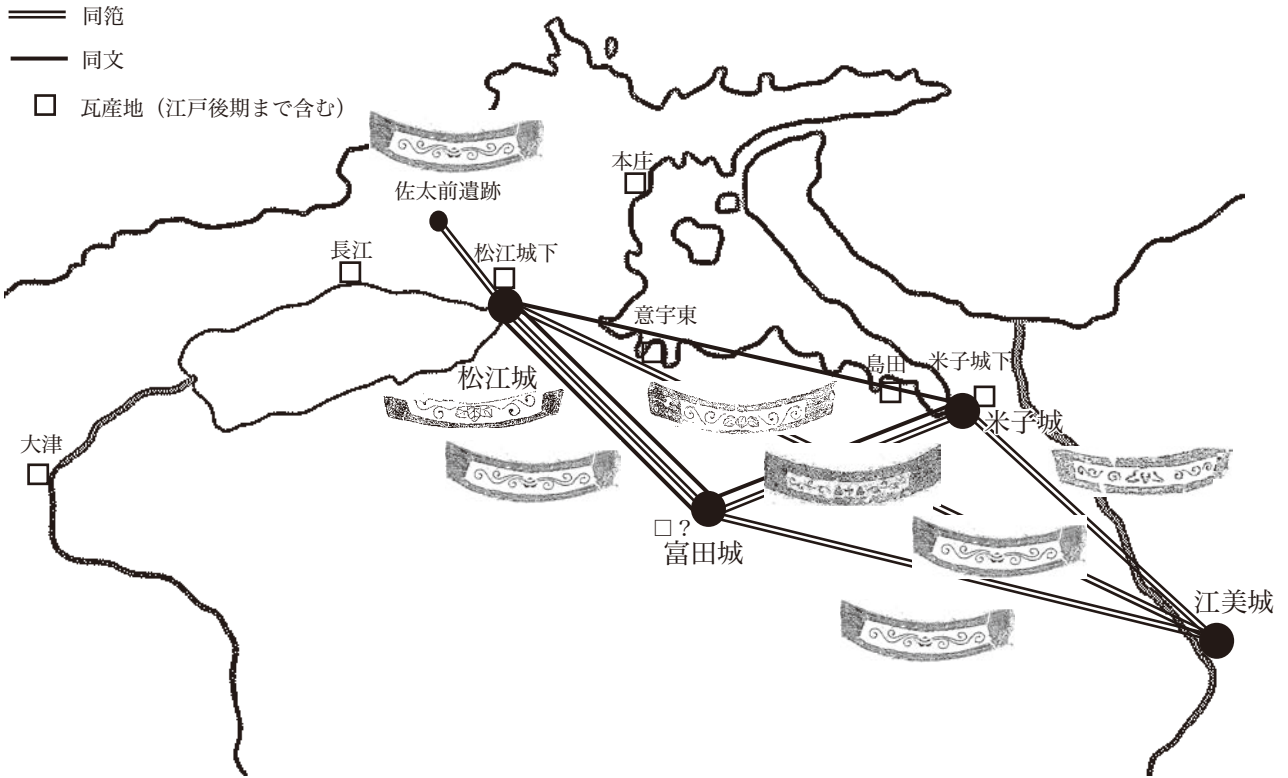 同笵
同文
瓦産地（江戸後期まで含む）
本庄
佐太前遺跡
長江
松江城下
意宇東
島田
米子城下
松江城
米子城
大津
□？
富田城
江美城